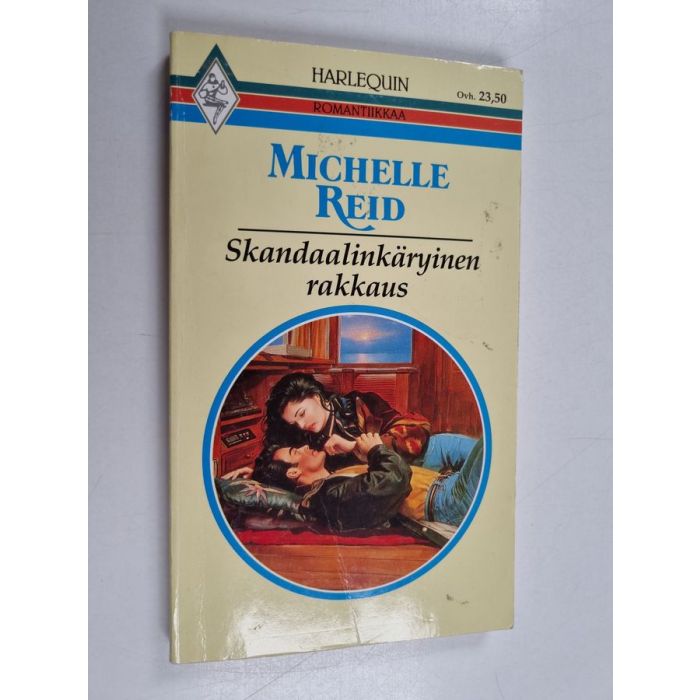 HARLEQUIN
Ovh. 23,50
ROMANTIIKKAA
MICHELLE
REID
Skandaalinkäryinen
rakkaus